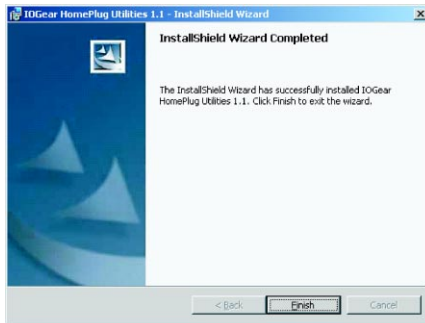 IOGear HomePlug Utilities 1.1 - InstallShield Wizard
InstallShield Wizard Completed
The InstallShield Wizard has successfully installed IOGear
HomePlug Utilities 1.1. Click Finish to exit the wizard.
< Back
Finish
Cancel